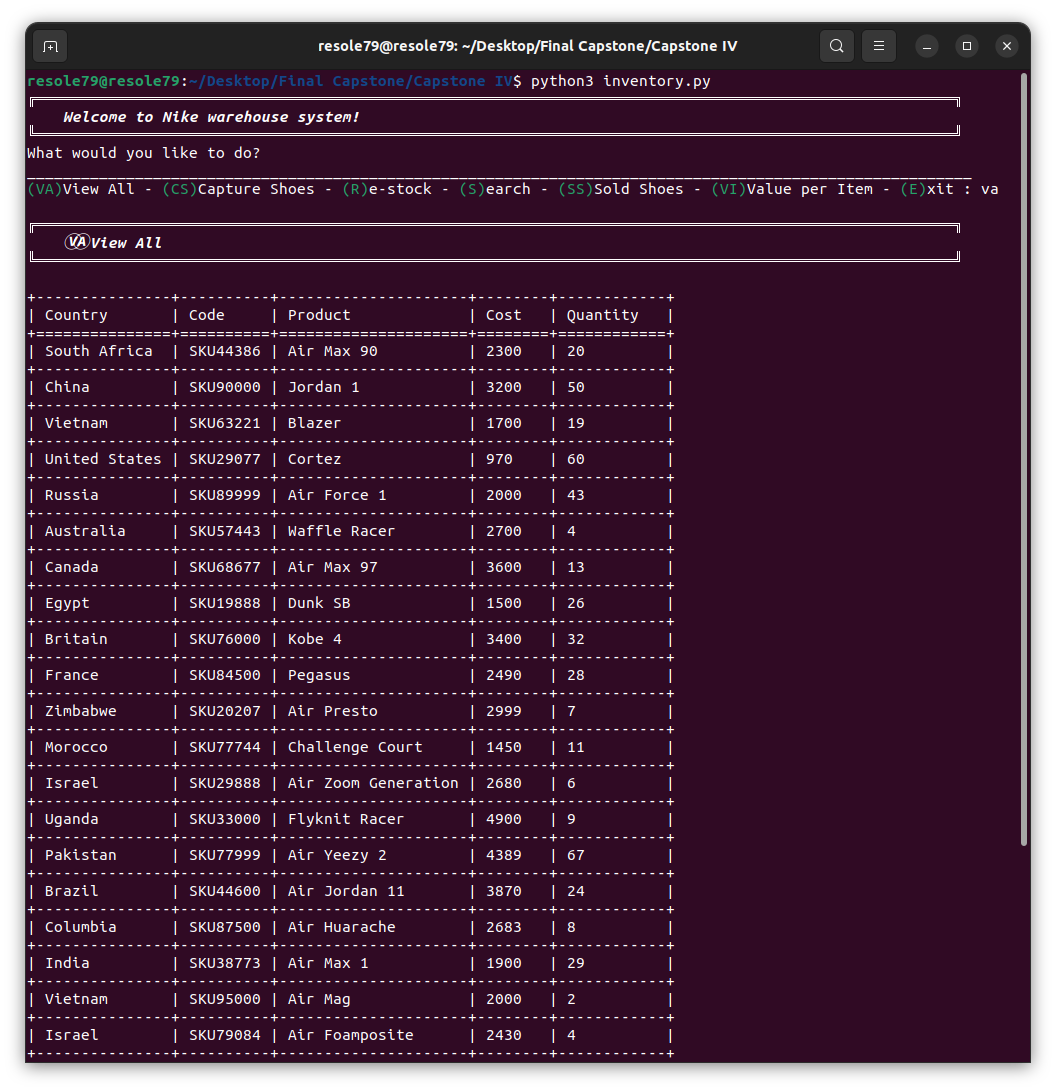 resole79@resole79: ~/Desktop/Final Capstone/Capstone IV
resole79@resole79:~/Desktop/Final Capstone/Capstone IV$ python3 inventory.py
Welcome to Nike warehouse system!
What would you like to do?
(VA)View All - (CS)Capture Shoes - (R)e-stock - (S)earch - (SS)Sold Shoes - (VI)Value per Item - (E)xit : va
VA View All
+---------------+----------+---------------------+--------+------------+
| Country       | Code     | Product             | Cost   | Quantity   |
+===============+==========+=====================+========+============+
| South Africa  | SKU44386 | Air Max 90          | 2300   | 20         |
+---------------+----------+---------------------+--------+------------+
| China         | SKU90000 | Jordan 1            | 3200   | 50         |
+---------------+----------+---------------------+--------+------------+
| Vietnam       | SKU63221 | Blazer              | 1700   | 19         |
+---------------+----------+---------------------+--------+------------+
| United States | SKU29077 | Cortez              | 970    | 60         |
+---------------+----------+---------------------+--------+------------+
| Russia        | SKU89999 | Air Force 1         | 2000   | 43         |
+---------------+----------+---------------------+--------+------------+
| Australia     | SKU57443 | Waffle Racer        | 2700   | 4          |
+---------------+----------+---------------------+--------+------------+
| Canada        | SKU68677 | Air Max 97          | 3600   | 13         |
+---------------+----------+---------------------+--------+------------+
| Egypt         | SKU19888 | Dunk SB             | 1500   | 26         |
+---------------+----------+---------------------+--------+------------+
| Britain       | SKU76000 | Kobe 4              | 3400   | 32         |
+---------------+----------+---------------------+--------+------------+
| France        | SKU84500 | Pegasus             | 2490   | 28         |
+---------------+----------+---------------------+--------+------------+
| Zimbabwe      | SKU20207 | Air Presto          | 2999   | 7          |
+---------------+----------+---------------------+--------+------------+
| Morocco       | SKU77744 | Challenge Court     | 1450   | 11         |
+---------------+----------+---------------------+--------+------------+
| Israel        | SKU29888 | Air Zoom Generation | 2680   | 6          |
+---------------+----------+---------------------+--------+------------+
| Uganda        | SKU33000 | Flyknit Racer       | 4900   | 9          |
+---------------+----------+---------------------+--------+------------+
| Pakistan      | SKU77999 | Air Yeezy 2         | 4389   | 67         |
+---------------+----------+---------------------+--------+------------+
| Brazil        | SKU44600 | Air Jordan 11       | 3870   | 24         |
+---------------+----------+---------------------+--------+------------+
| Columbia      | SKU87500 | Air Huarache        | 2683   | 8          |
+---------------+----------+---------------------+--------+------------+
| India         | SKU38773 | Air Max 1           | 1900   | 29         |
+---------------+----------+---------------------+--------+------------+
| Vietnam       | SKU95000 | Air Mag             | 2000   | 2          |
+---------------+----------+---------------------+--------+------------+
| Israel        | SKU79084 | Air Foamposite      | 2430   | 4          |
+---------------+----------+---------------------+--------+------------+